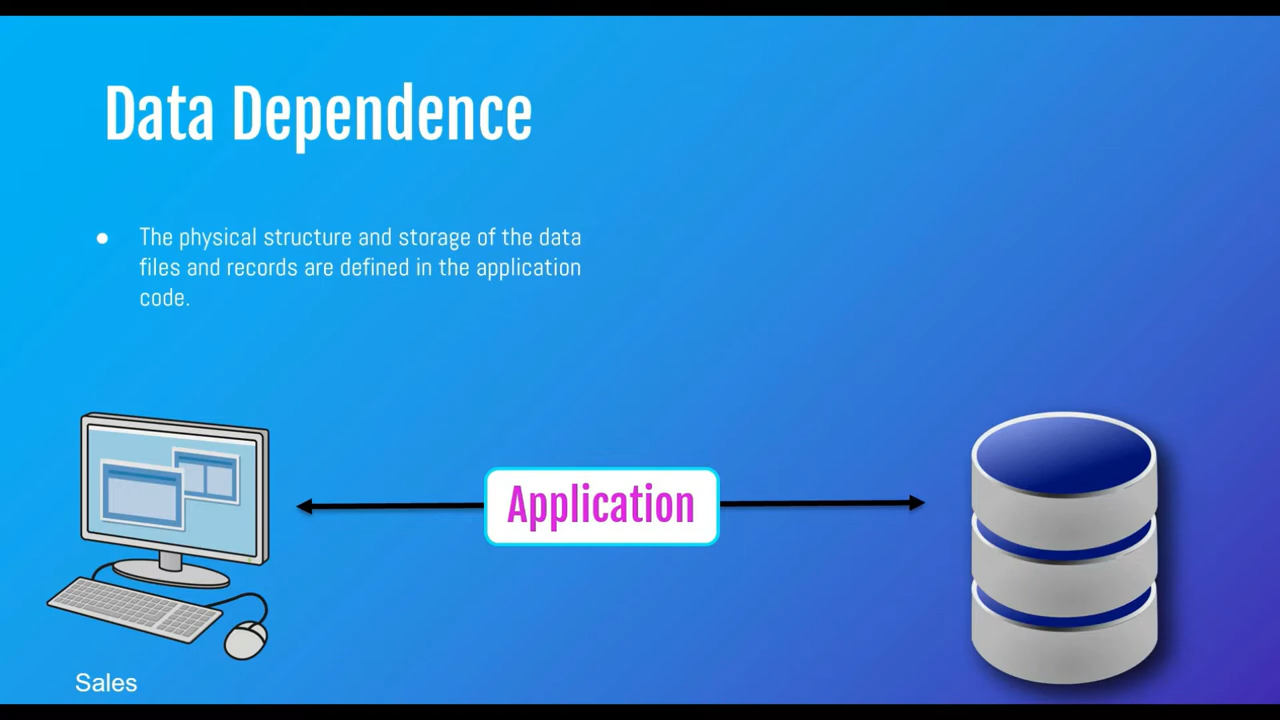 Data Dependence
● The physical structure and storage of the data
files and records are defined in the application
code.
Application
Sales